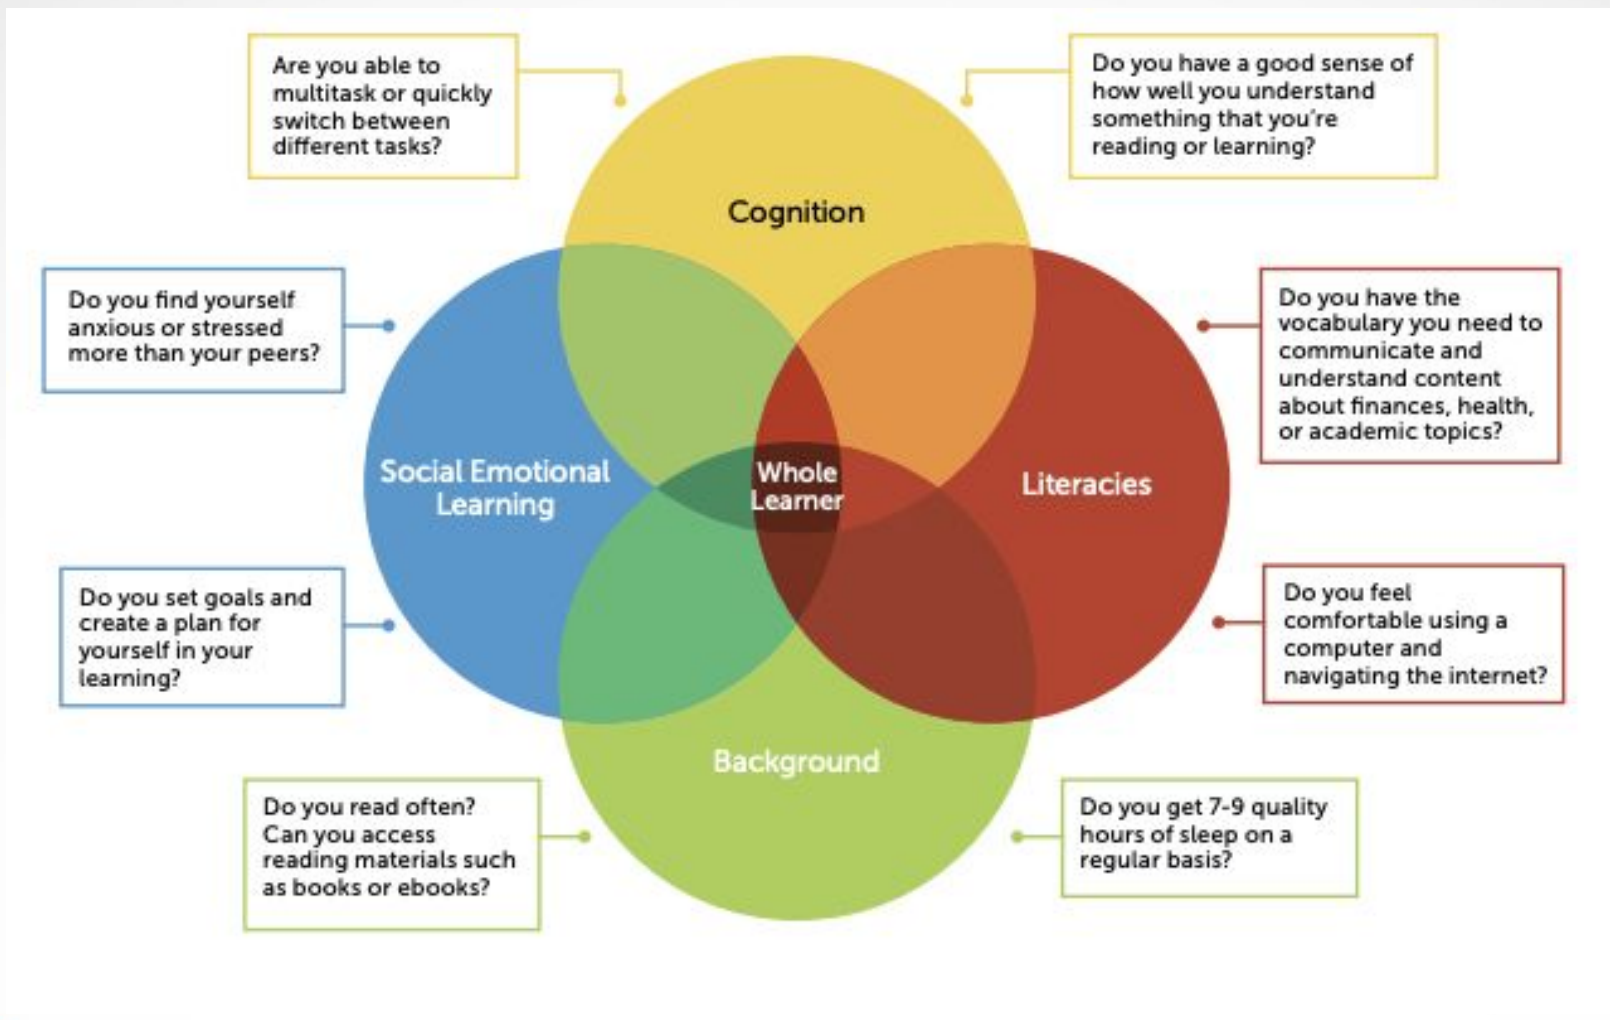 Are you able to
multitask or quickly
switch between
different tasks?
Do you have a good sense of
how well you understand
something that you're
reading or learning?
Cognition
Do you find yourself
anxious or stressed
more than your peers?
Do you have the
vocabulary you need to
communicate and
understand content
about finances, health,
or academic topics?
Social Emotional
Learning
Whole
Learner
Literacies
Do you set goals and
create a plan for
yourself in your
learning?
Do you feel
comfortable using a
computer and
navigating the internet?
Background
Do you read often?
Can you access
reading materials such
as books or ebooks?
Do you get 7-9 quality
hours of sleep on a
regular basis?